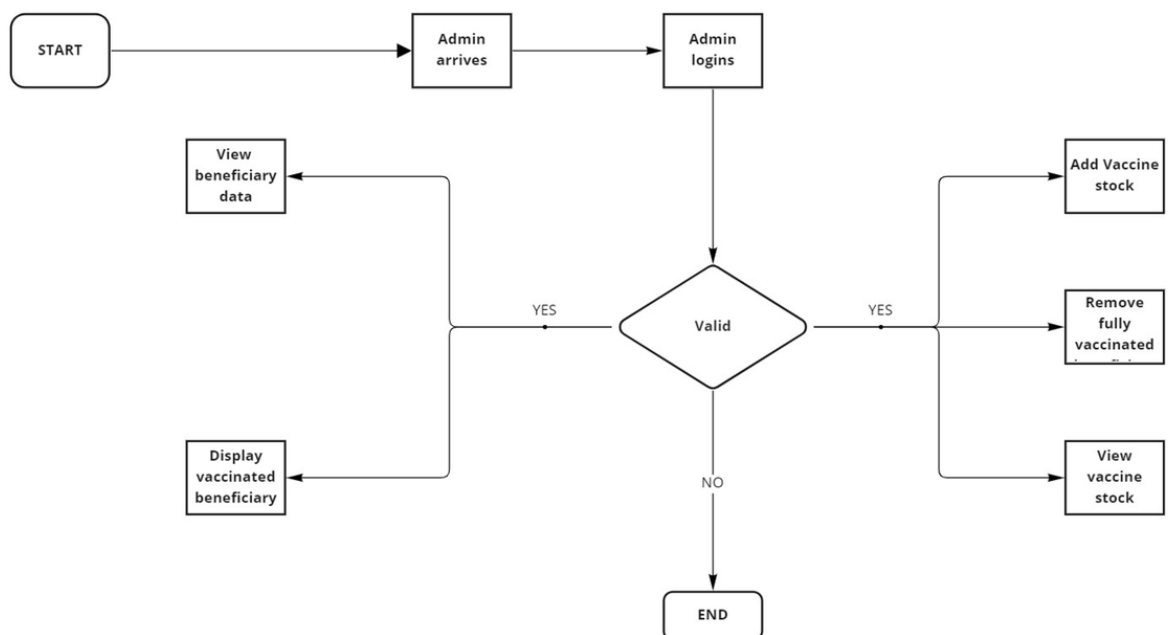 START
Admin
arrives
Admin
logins
View
beneficiary
data
Add Vaccine
stock
YES
YES
Valid
Remove
fully
vaccinated
Display
vaccinated
beneficiary
View
vaccine
stock
NO
END